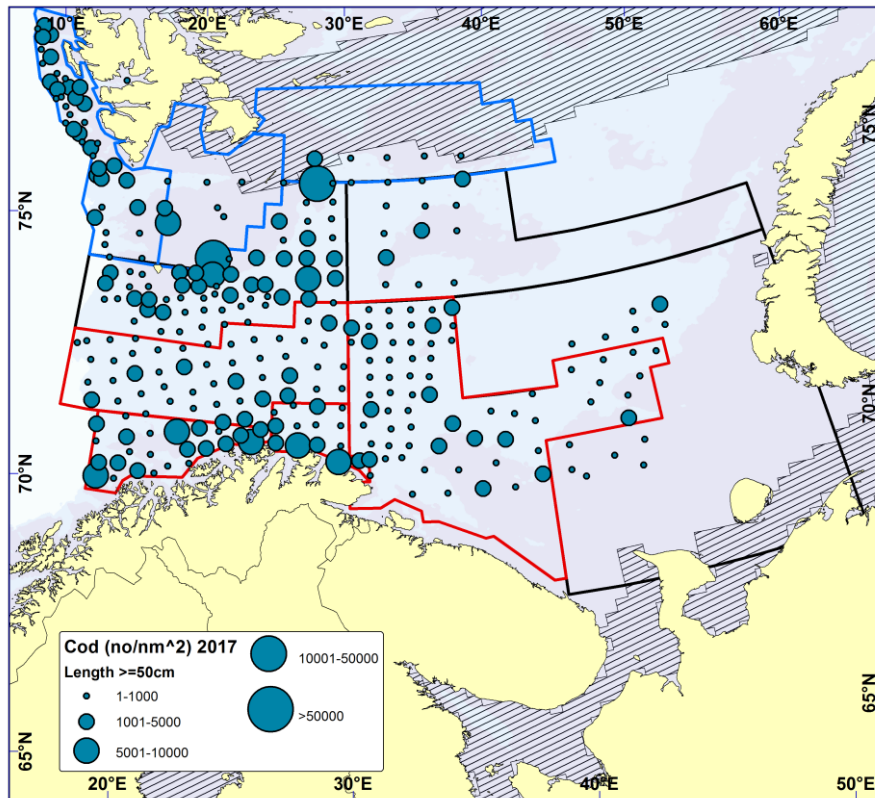 10°E 20°E 30°E 40°E 50°E 60°E
75°N 75°N
70°N 70°N
65°N 65°N
Cod (no/nm^2) 2017
Length >=50cm
1-1000
1001-5000
5001-10000
10001-50000
>50000
20°E 30°E 40°E 50°E